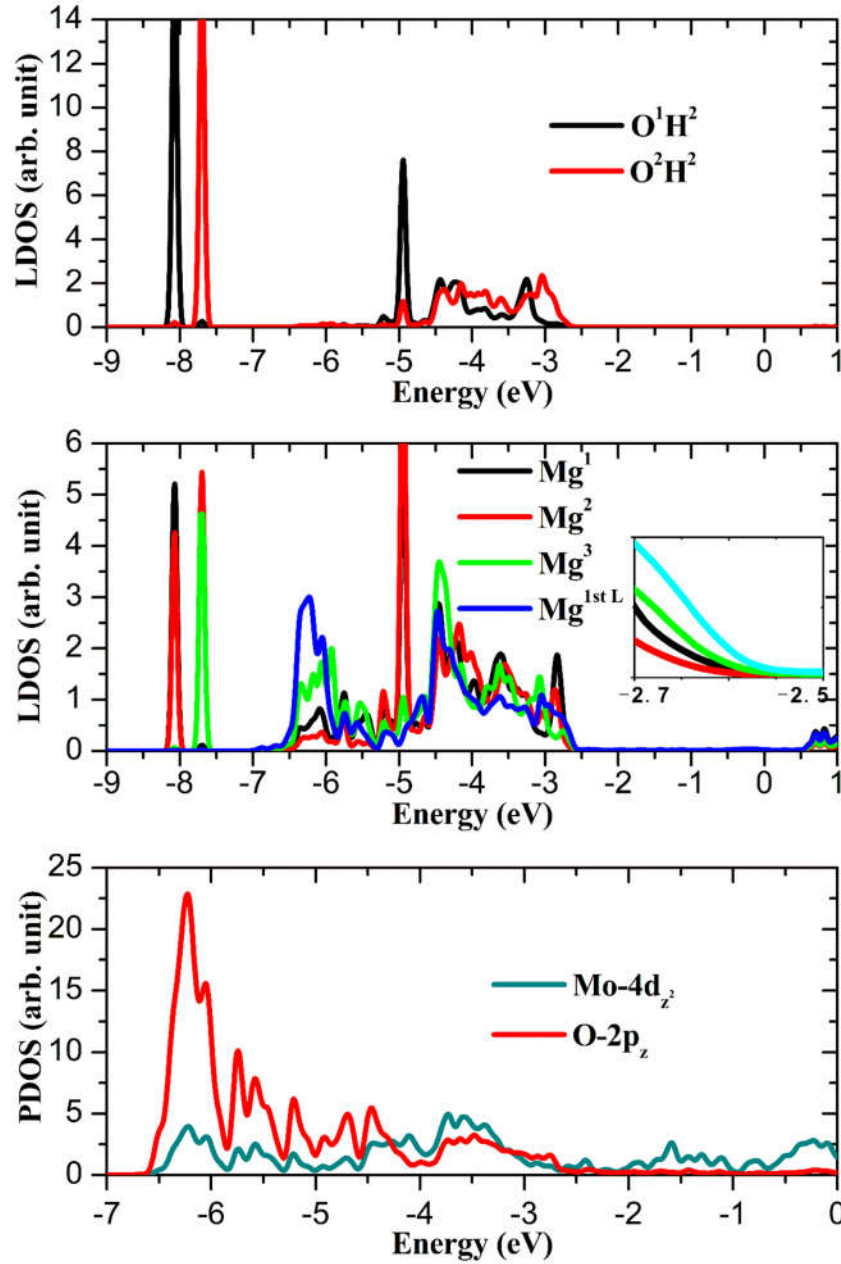 LDOS (arb. unit)
14
12
10
8
6
4
2
0
O¹H²
O²H²
-9 -8 -7 -6 -5 -4 -3 -2 -1 0 1
Energy (eV)
LDOS (arb. unit)
6
5
4
3
2
1
0
Mg¹
Mg²
Mg³
Mg^{1st L}
-2.7 -2.5
-9 -8 -7 -6 -5 -4 -3 -2 -1 0 1
Energy (eV)
PDOS (arb. unit)
25
20
15
10
5
0
Mo-4d_{z²}
O-2p_z
-7 -6 -5 -4 -3 -2 -1 0
Energy (eV)